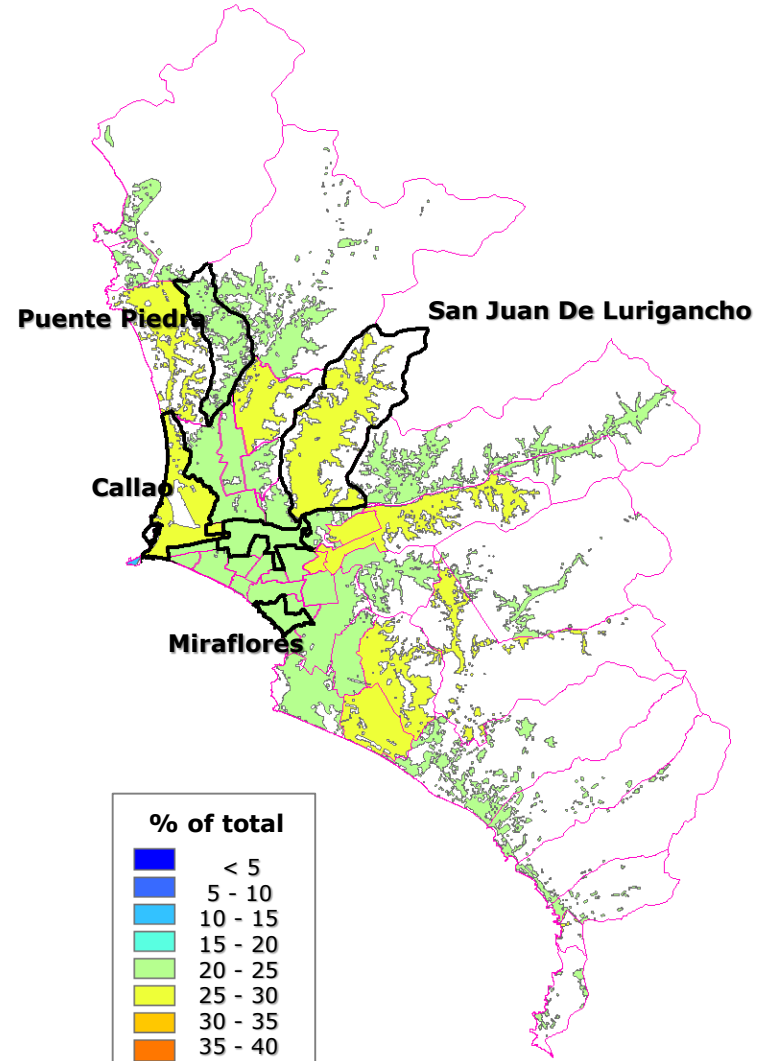 Puente Piedra
San Juan De Lurigancho
Callao
Miraflores
% of total
< 5
5 - 10
10 - 15
15 - 20
20 - 25
25 - 30
30 - 35
35 - 40